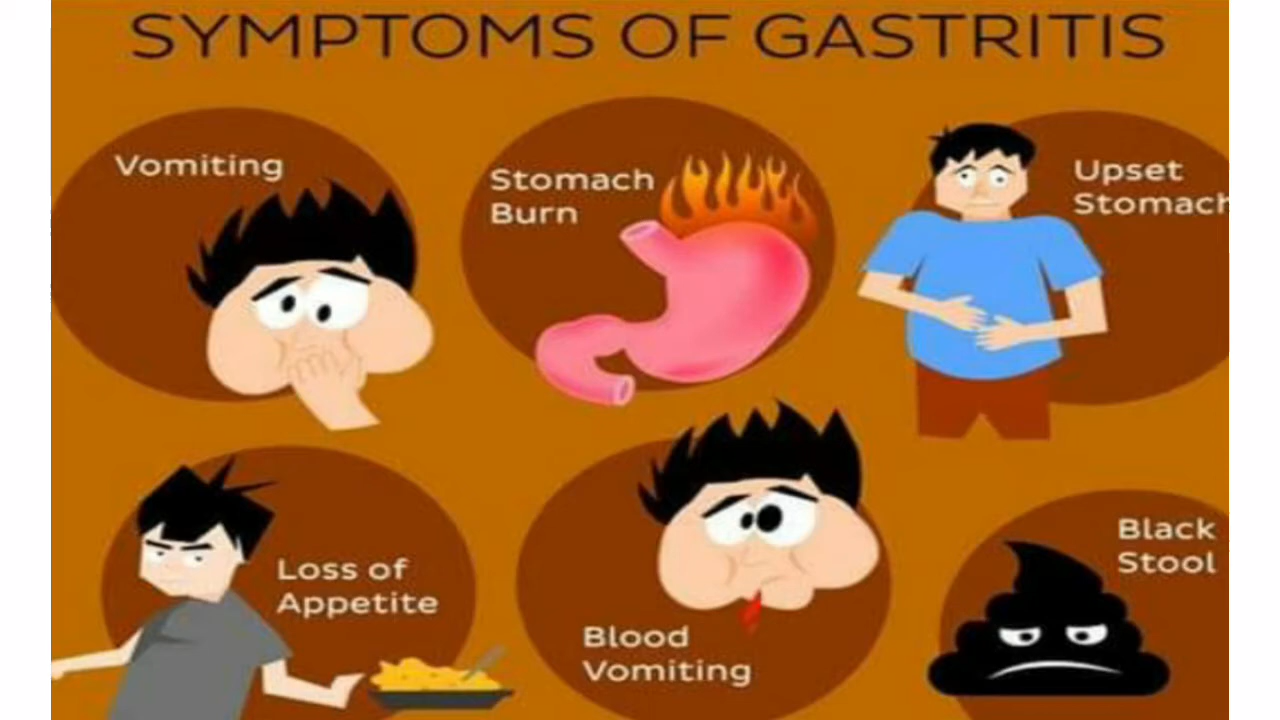 SYMPTOMS OF GASTRITIS
Vomiting
Stomach
Burn
Upset
Stomach
Loss of
Appetite
Blood
Vomiting
Black
Stool